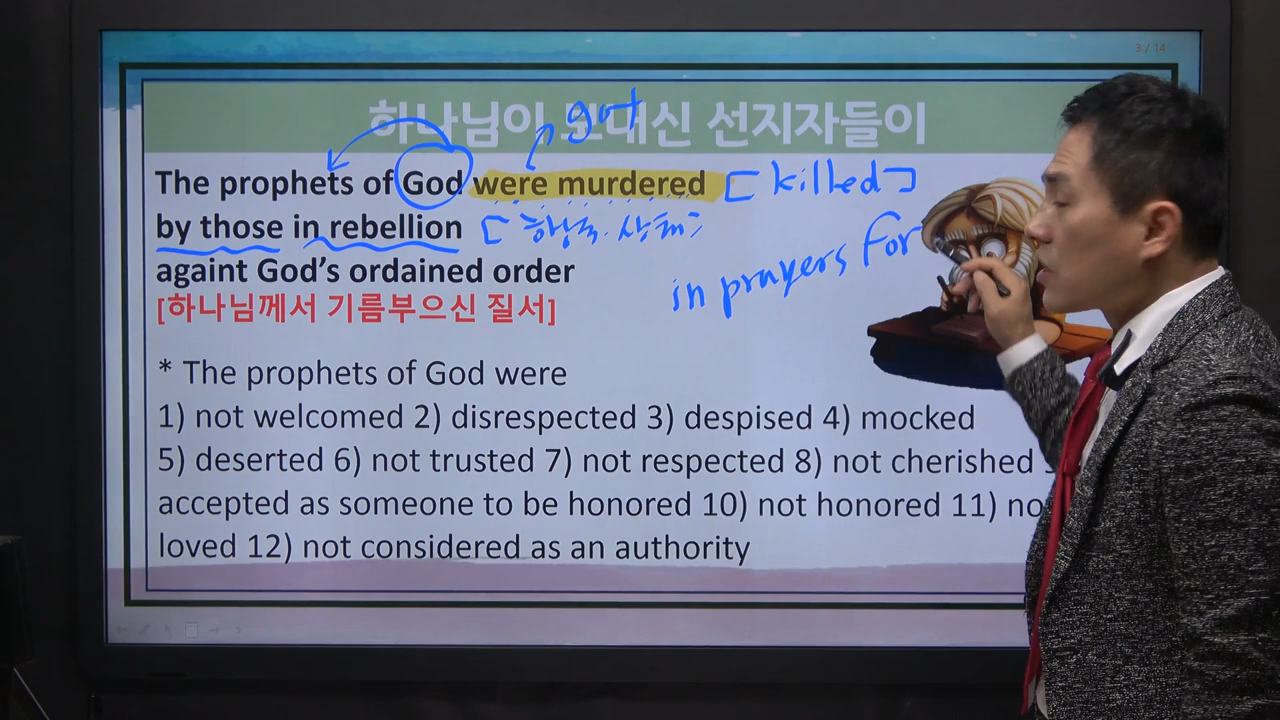 3 / 14
got
하나님이 보내신 선지자들이
The prophets of God were murdered [killed]
by those in rebellion [
in prayers for
againt God's ordained order
[하나님께서 기름부으신 질서]
* The prophets of God were
1) not welcomed 2) disrespected 3) despised 4) mocked
5) deserted 6) not trusted 7) not respected 8) not cherished
accepted as someone to be honored 10) not honored 11)
loved 12) not considered as an authority